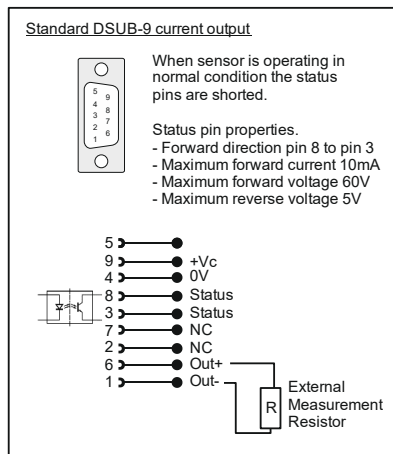 Standard DSUB-9 current output
When sensor is operating in
normal condition the status
pins are shorted.
Status pin properties.
- Forward direction pin 8 to pin 3
- Maximum forward current 10mA
- Maximum forward voltage 60V
- Maximum reverse voltage 5V
5
9
4
8
3
7
2
6
1
5
9 +Vc
4 0V
8 Status
3 Status
7 NC
2 NC
6 Out+
1 Out-
R
External
Measurement
Resistor